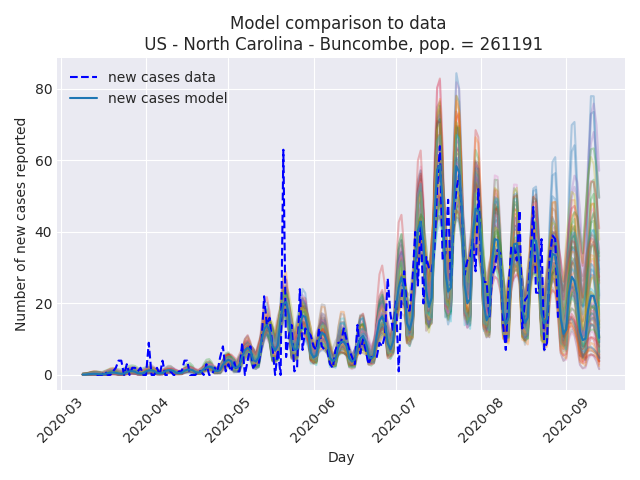 Model comparison to data
US - North Carolina - Buncombe, pop. = 261191
new cases data
new cases model
Number of new cases reported
80
60
40
20
0
2020-03
2020-04
2020-05
2020-06
2020-07
2020-08
2020-09
Day